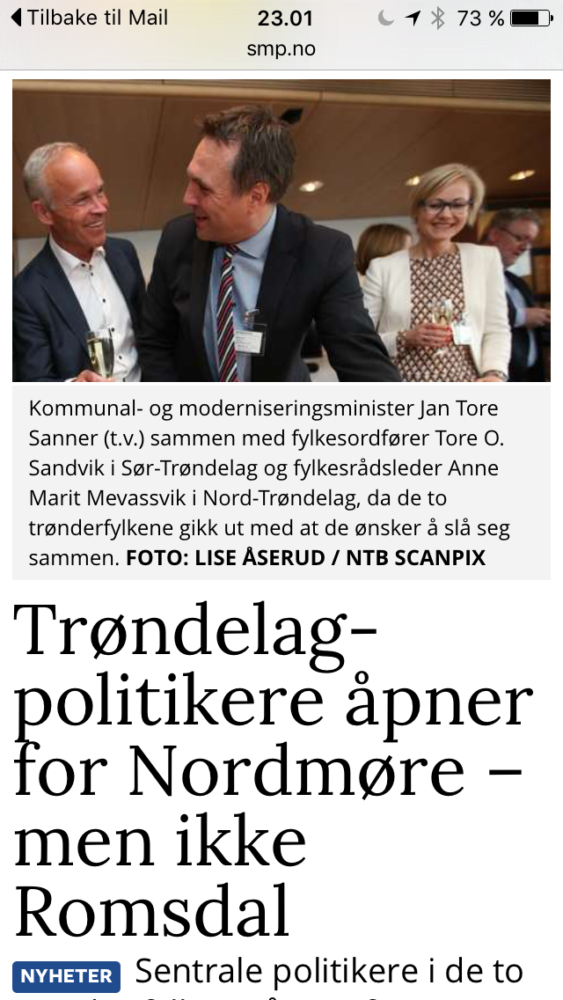 Tilbake til Mail 23.01 73 %
smp.no
Kommunal- og moderniseringsminister Jan Tore
Sanner (t.v.) sammen med fylkesordfører Tore O.
Sandvik i Sør-Trøndelag og fylkesrådsleder Anne
Marit Mevassvik i Nord-Trøndelag, da de to
trønderfylkene gikk ut med at de ønsker å slå seg
sammen. FOTO: LISE ÅSERUD / NTB SCANPIX
Trøndelag-
politikere åpner
for Nordmøre –
men ikke
Romsdal
NYHETER Sentrale politikere i de to